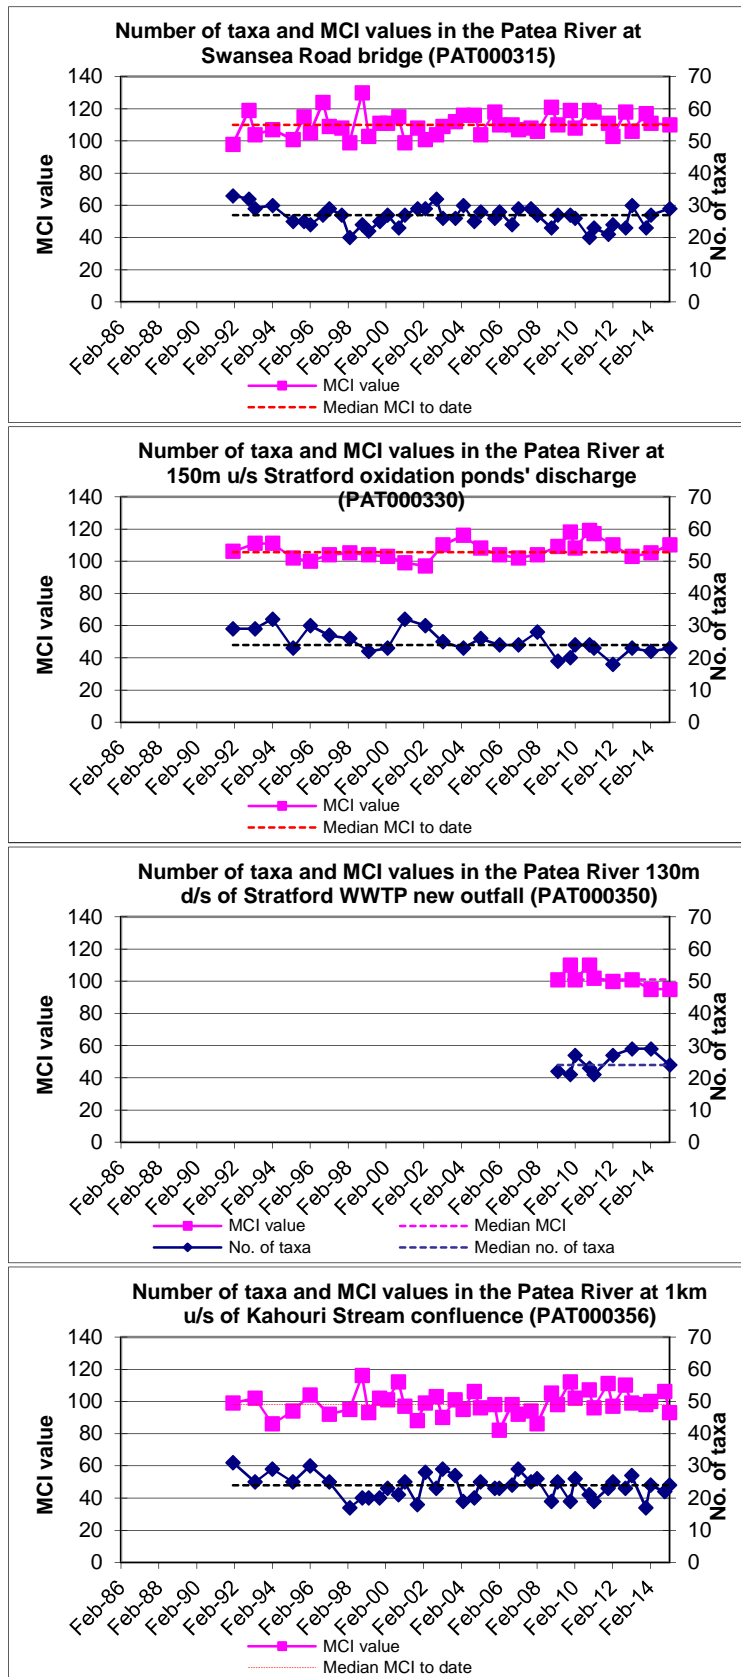 Number of taxa and MCI values in the Patea River at
Swansea Road bridge (PAT000315)
140
120
100
80
60
40
20
0
70
60
50
40
30
20
10
0
MCI value
No. of taxa
Feb-86
Feb-88
Feb-90
Feb-92
Feb-94
Feb-96
Feb-98
Feb-00
Feb-02
Feb-04
Feb-06
Feb-08
Feb-10
Feb-12
Feb-14
MCI value
Median MCI to date
Number of taxa and MCI values in the Patea River at
150m u/s Stratford oxidation ponds' discharge
(PAT000330)
140
120
100
80
60
40
20
0
70
60
50
40
30
20
10
0
MCI value
No. of taxa
Feb-86
Feb-88
Feb-90
Feb-92
Feb-94
Feb-96
Feb-98
Feb-00
Feb-02
Feb-04
Feb-06
Feb-08
Feb-10
Feb-12
Feb-14
MCI value
Median MCI to date
Number of taxa and MCI values in the Patea River 130m
d/s of Stratford WWTP new outfall (PAT000350)
140
120
100
80
60
40
20
0
70
60
50
40
30
20
10
0
MCI value
No. of taxa
Feb-86
Feb-88
Feb-90
Feb-92
Feb-94
Feb-96
Feb-98
Feb-00
Feb-02
Feb-04
Feb-06
Feb-08
Feb-10
Feb-12
Feb-14
MCI value
Median MCI
No. of taxa
Median no. of taxa
Number of taxa and MCI values in the Patea River at 1km
u/s of Kahouri Stream confluence (PAT000356)
140
120
100
80
60
40
20
0
70
60
50
40
30
20
10
0
MCI value
No. of taxa
Feb-86
Feb-88
Feb-90
Feb-92
Feb-94
Feb-96
Feb-98
Feb-00
Feb-02
Feb-04
Feb-06
Feb-08
Feb-10
Feb-12
Feb-14
MCI value
Median MCI to date